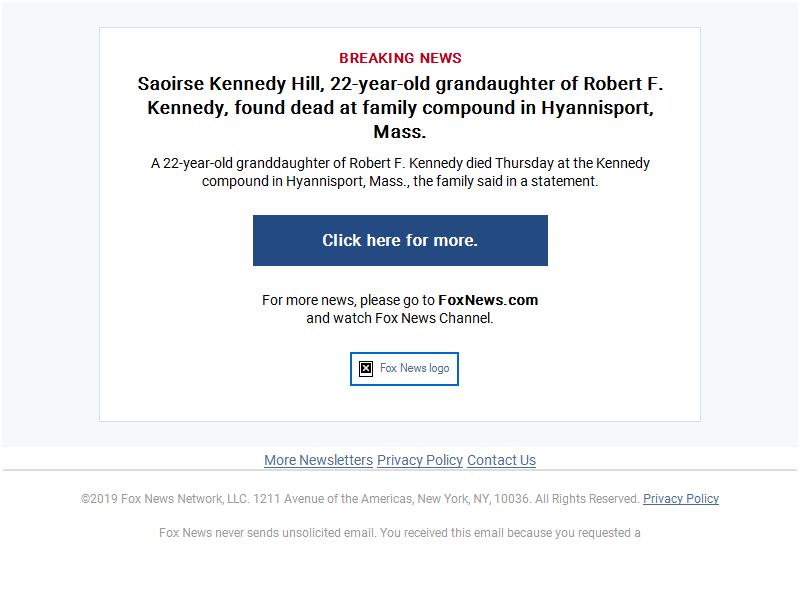 BREAKING NEWS
Saoirse Kennedy Hill, 22-year-old grandaughter of Robert F.
Kennedy, found dead at family compound in Hyannisport,
Mass.
A 22-year-old granddaughter of Robert F. Kennedy died Thursday at the Kennedy
compound in Hyannisport, Mass., the family said in a statement.
Click here for more.
For more news, please go to FoxNews.com
and watch Fox News Channel.
Fox News logo
More Newsletters Privacy Policy Contact Us
©2019 Fox News Network, LLC. 1211 Avenue of the Americas, New York, NY, 10036. All Rights Reserved. Privacy Policy
Fox News never sends unsolicited email. You received this email because you requested a